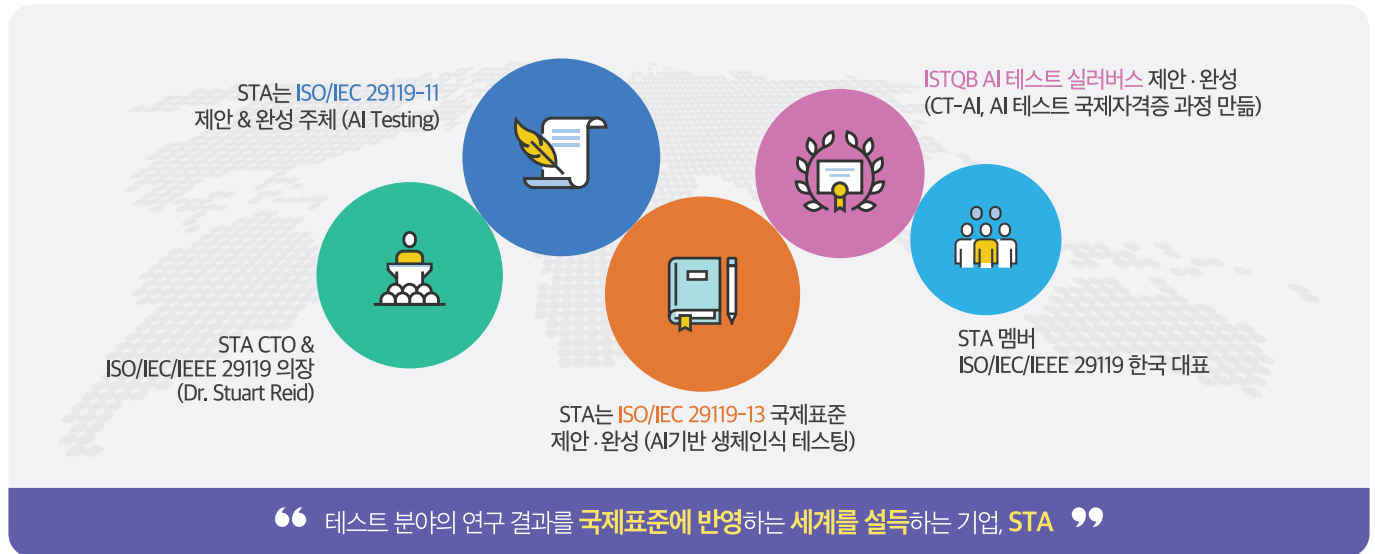 STA는 ISO/IEC 29119-11
제안 & 완성 주체 (AI Testing)
ISTQB AI 테스트 실러버스 제안 · 완성
(CT-AI, AI 테스트 국제자격증 과정 만듦)
STA CTO &
ISO/IEC/IEEE 29119 의장
(Dr. Stuart Reid)
STA는 ISO/IEC 29119-13 국제표준
제안 · 완성 (AI기반 생체인식 테스팅)
STA 멤버
ISO/IEC/IEEE 29119 한국 대표
“ 테스트 분야의 연구 결과를 국제표준에 반영하는 세계를 설득하는 기업, STA ”